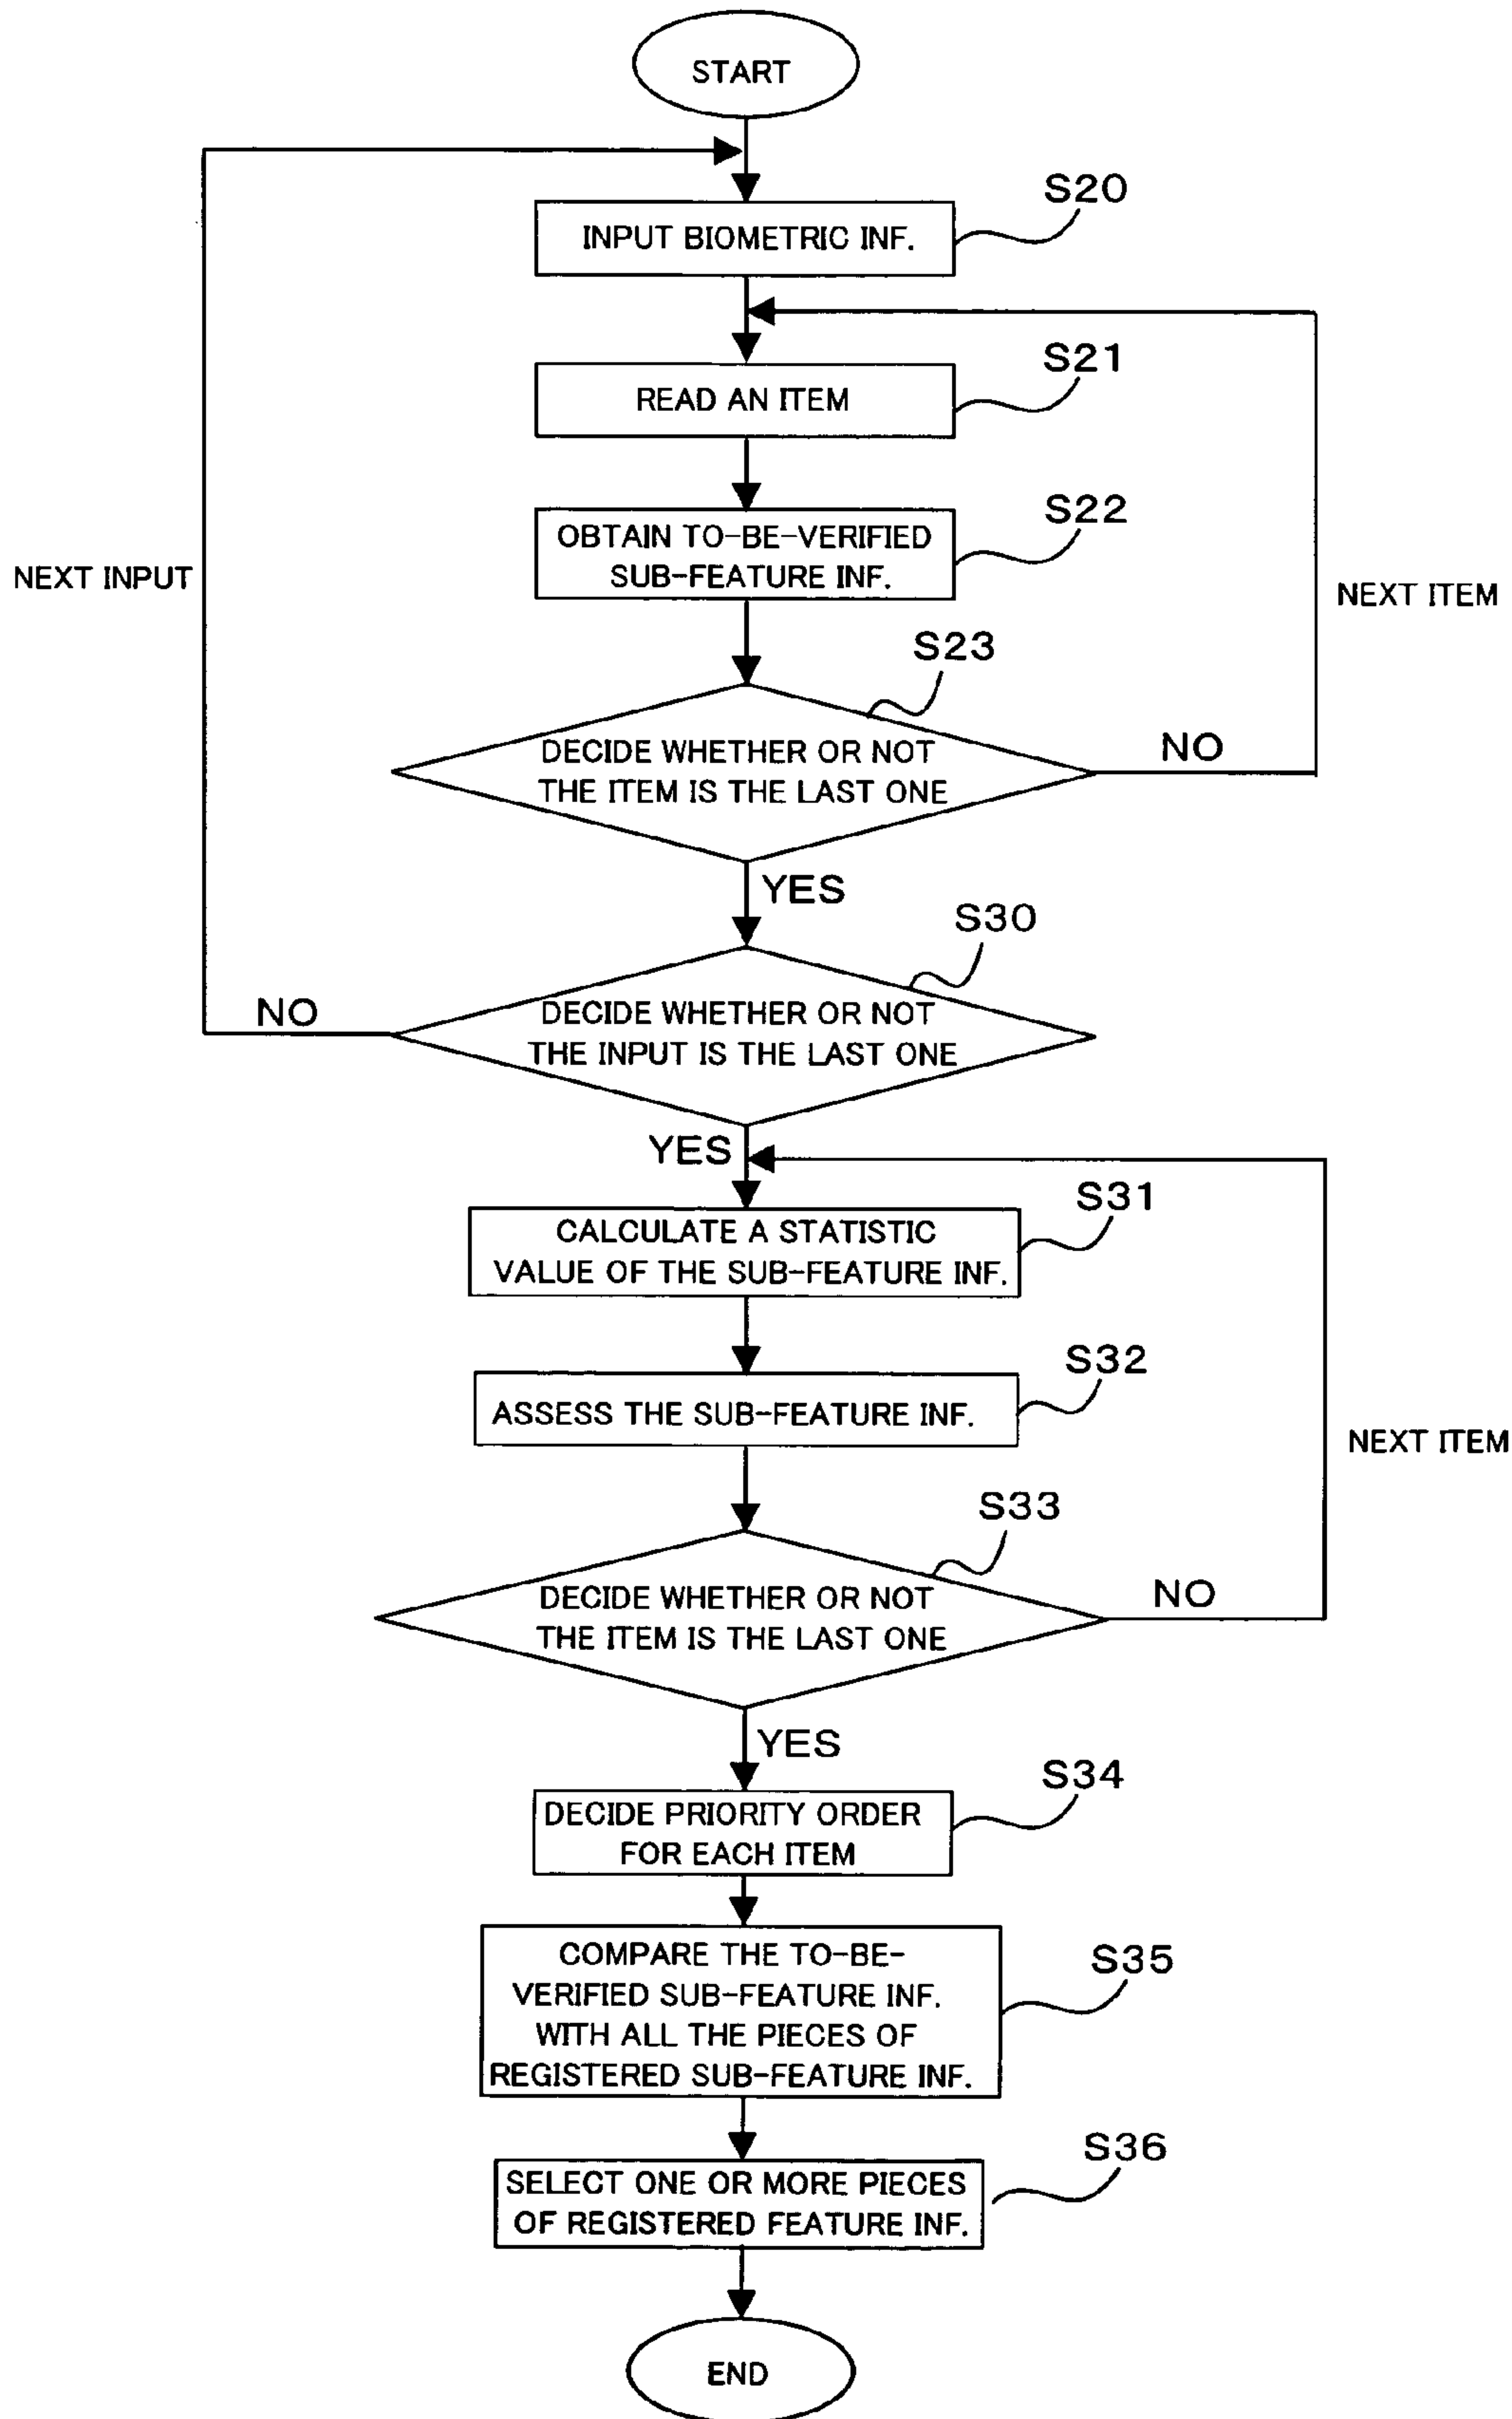 START
S20
INPUT BIOMETRIC INF.
S21
READ AN ITEM
S22
OBTAIN TO-BE-VERIFIED
SUB-FEATURE INF.
NEXT INPUT
NEXT ITEM
S23
DECIDE WHETHER OR NOT
THE ITEM IS THE LAST ONE
NO
YES
S30
DECIDE WHETHER OR NOT
THE INPUT IS THE LAST ONE
NO
YES
S31
CALCULATE A STATISTIC
VALUE OF THE SUB-FEATURE INF.
S32
ASSESS THE SUB-FEATURE INF.
NEXT ITEM
S33
DECIDE WHETHER OR NOT
THE ITEM IS THE LAST ONE
NO
YES
S34
DECIDE PRIORITY ORDER
FOR EACH ITEM
S35
COMPARE THE TO-BE-
VERIFIED SUB-FEATURE INF.
WITH ALL THE PIECES OF
REGISTERED SUB-FEATURE INF.
S36
SELECT ONE OR MORE PIECES
OF REGISTERED FEATURE INF.
END